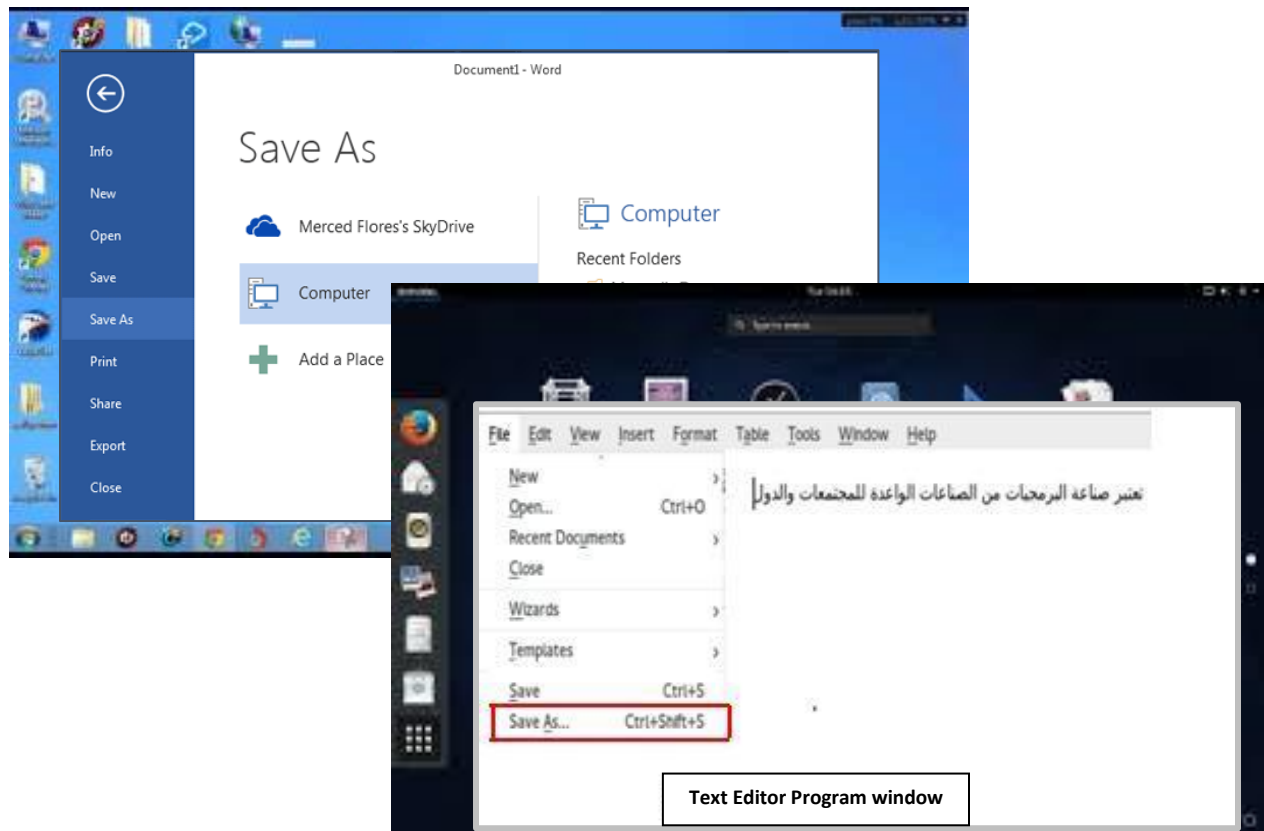 Document1 - Word
Save As
Info
New
Open
Save
Save As
Print
Share
Export
Close
Merced Flores's SkyDrive
Computer
Add a Place
Computer
Recent Folders
Type to search
File Edit View Insert Format Table Tools Window Help
New
Open... Ctrl+O
Recent Documents
Close
Wizards
Templates
Save Ctrl+S
Save As... Ctrl+Shift+S
تعتبر صناعة البرمجيات من الصناعات الواعدة للمجتمعات والدول
Text Editor Program window